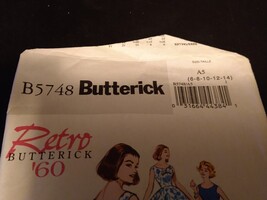 B5748 Butterick
A5
(6-8-10-12-14)
Retro
BUTTERICK
'60